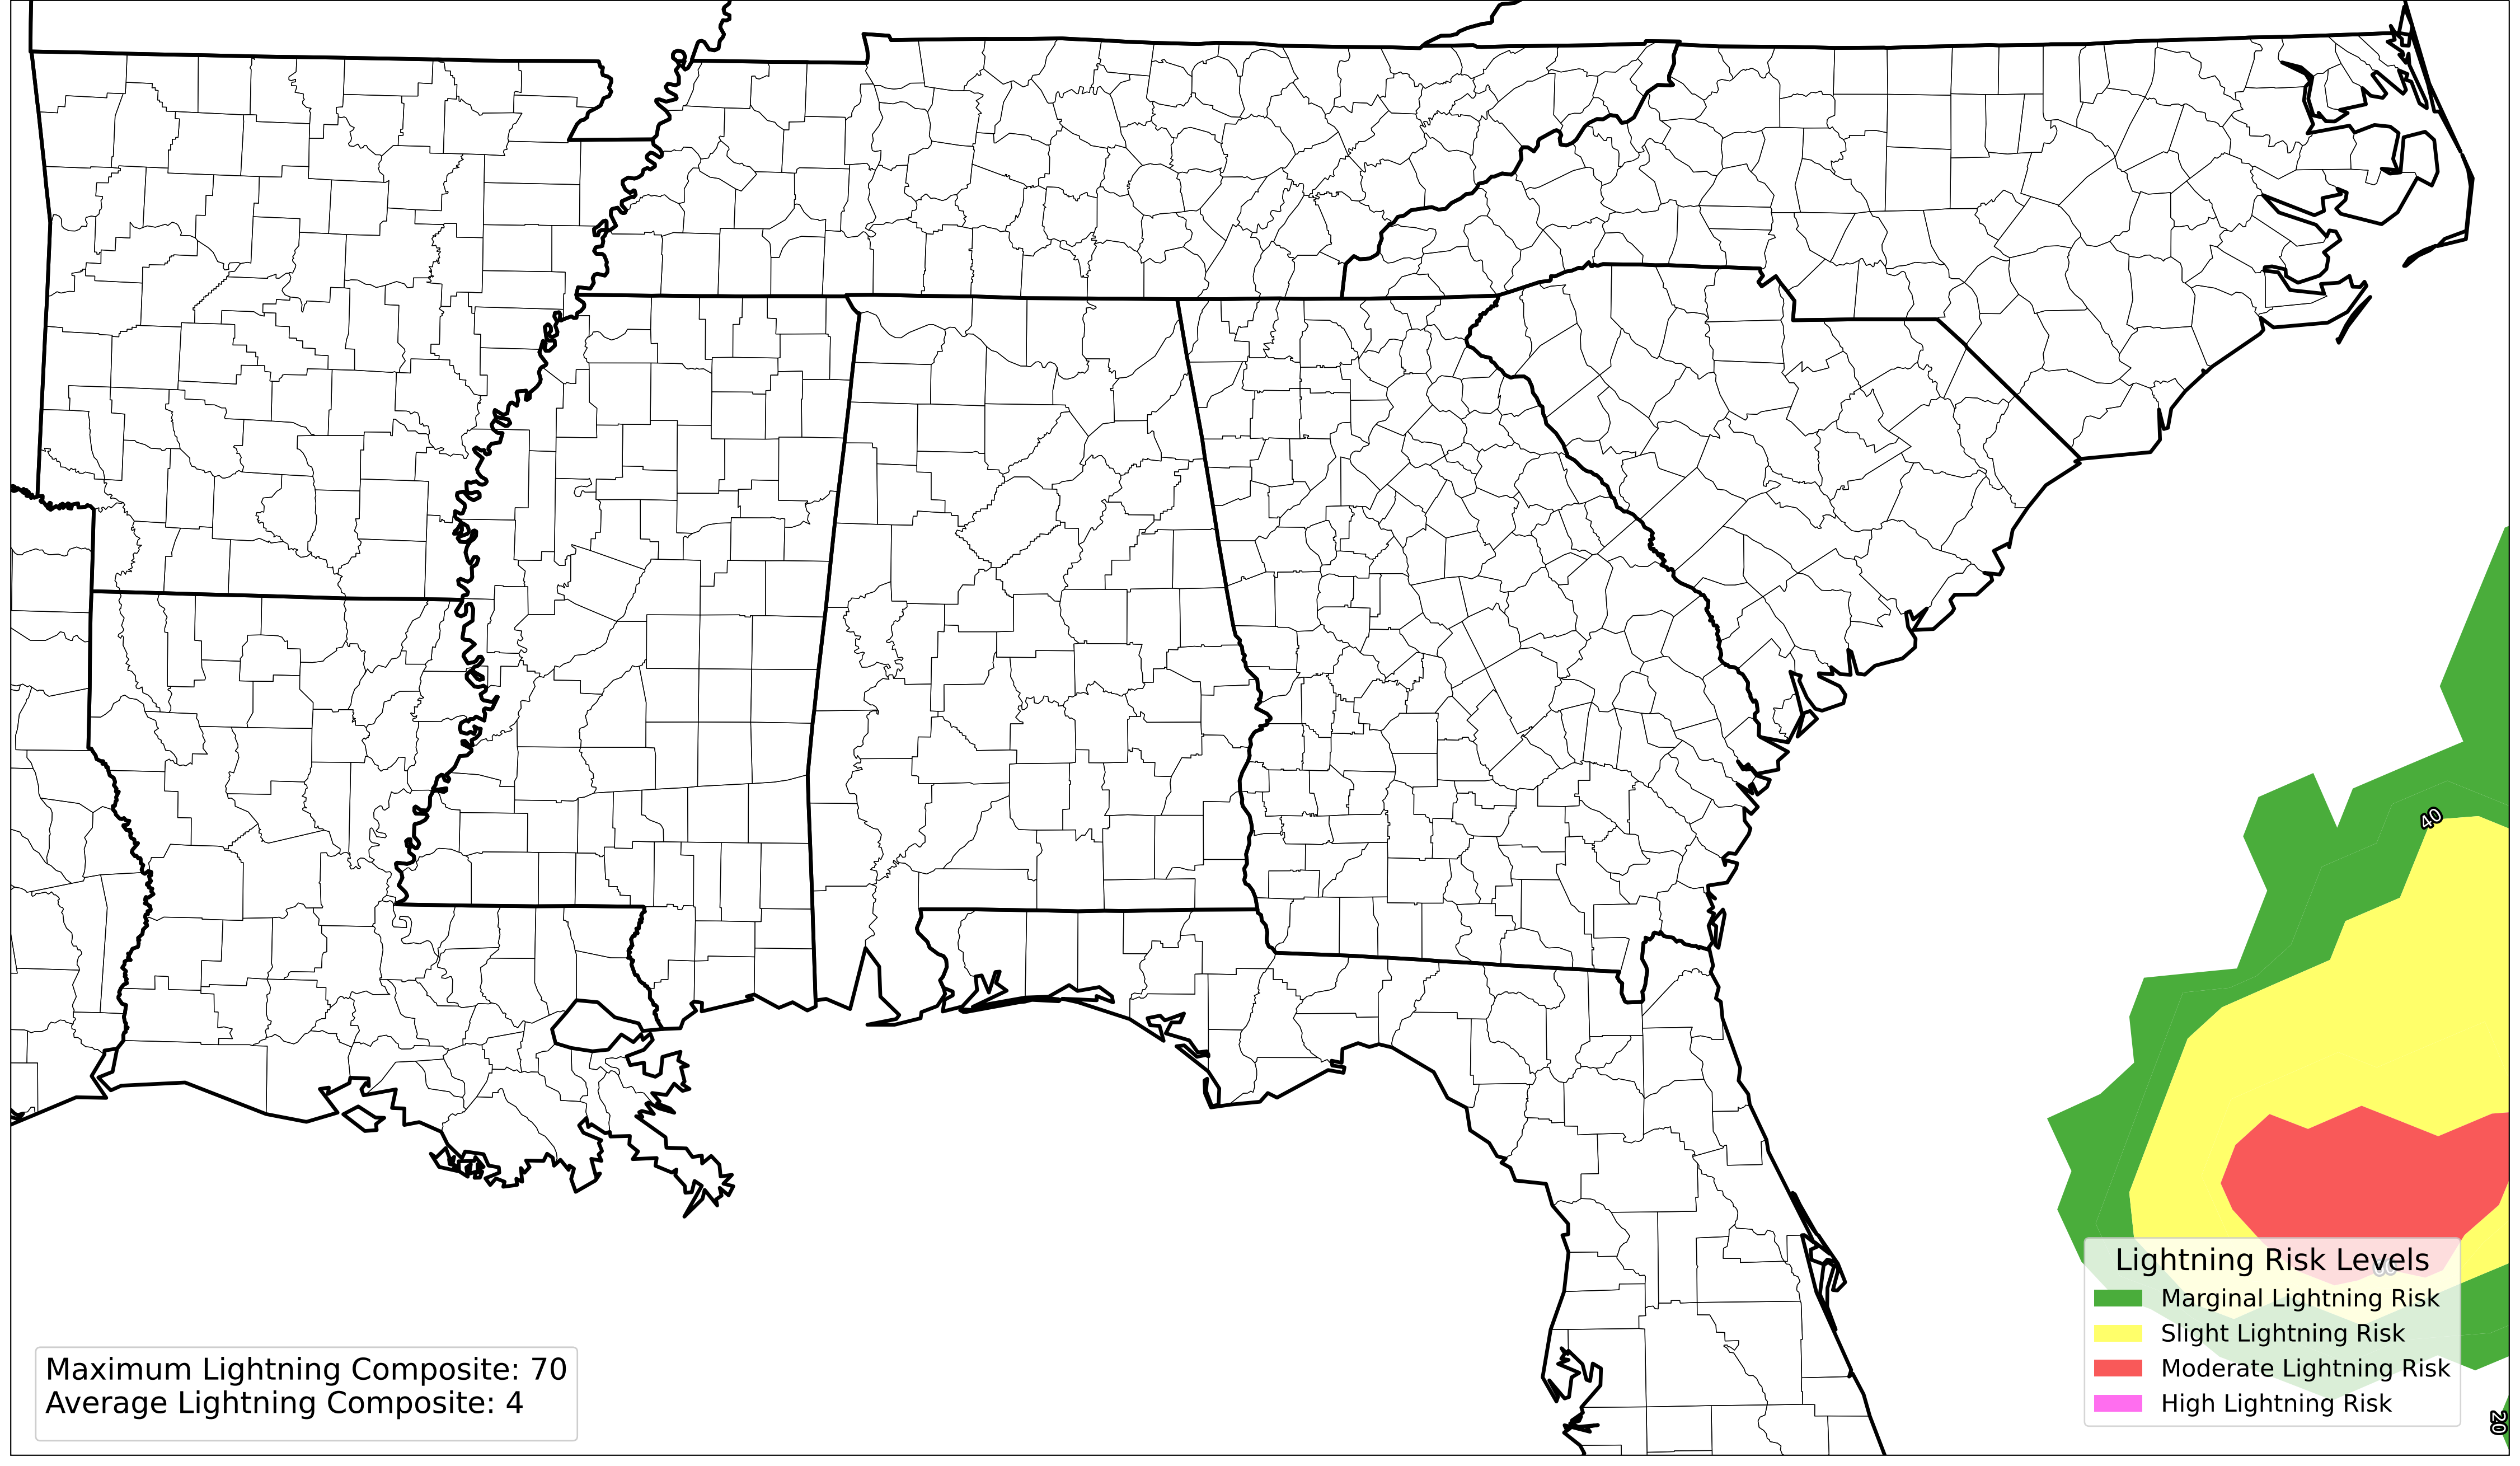 40
Lightning Risk Levels
Marginal Lightning Risk
Slight Lightning Risk
Moderate Lightning Risk
High Lightning Risk
Maximum Lightning Composite: 70
Average Lightning Composite: 4
20